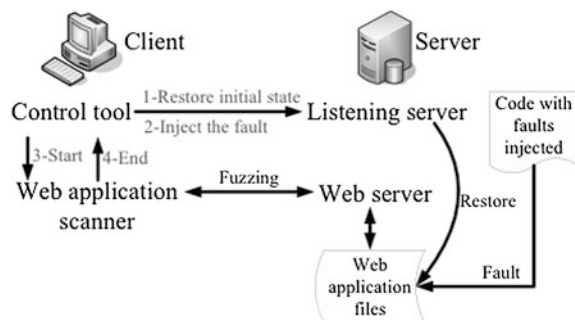 Client
Server
Control tool
1-Restore initial state
2-Inject the fault
Listening server
Code with
faults
injected
3-Start
4-End
Web application
scanner
Fuzzing
Web server
Restore
Web
application
files
Fault